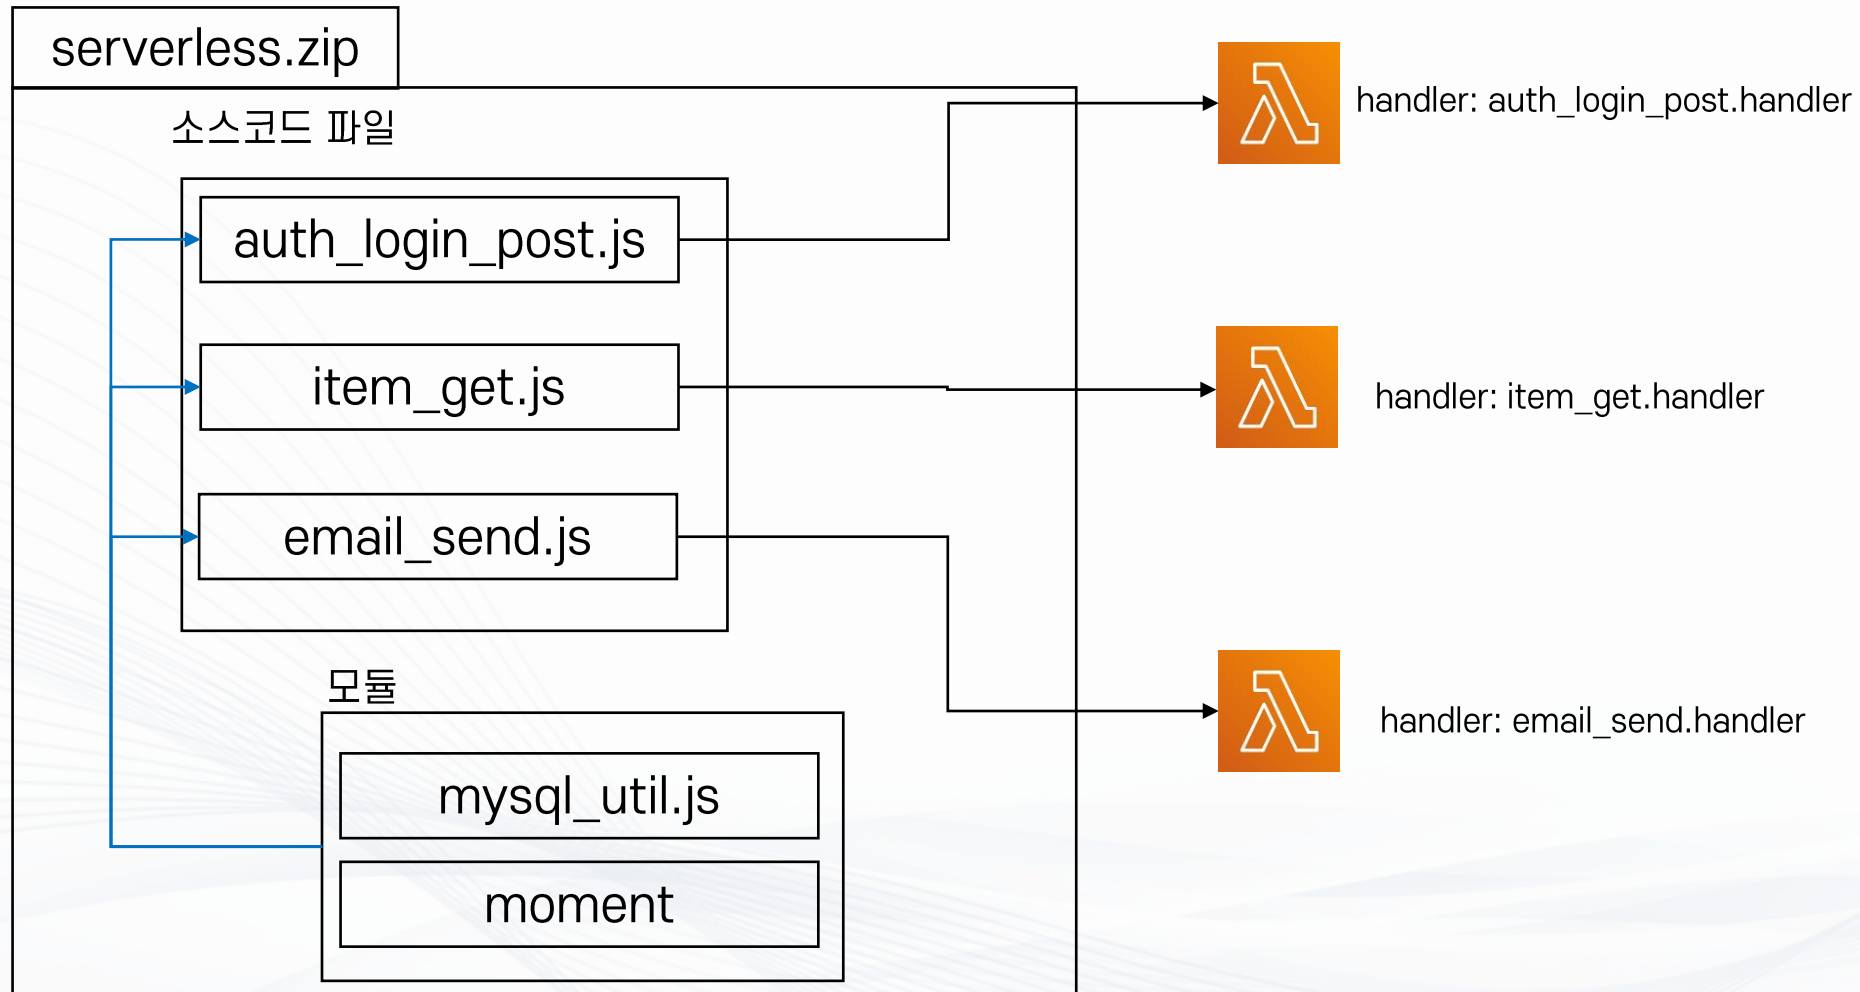 serverless.zip
소스코드 파일
auth_login_post.js
item_get.js
email_send.js
모듈
mysql_util.js
moment
handler: auth_login_post.handler
handler: item_get.handler
handler: email_send.handler